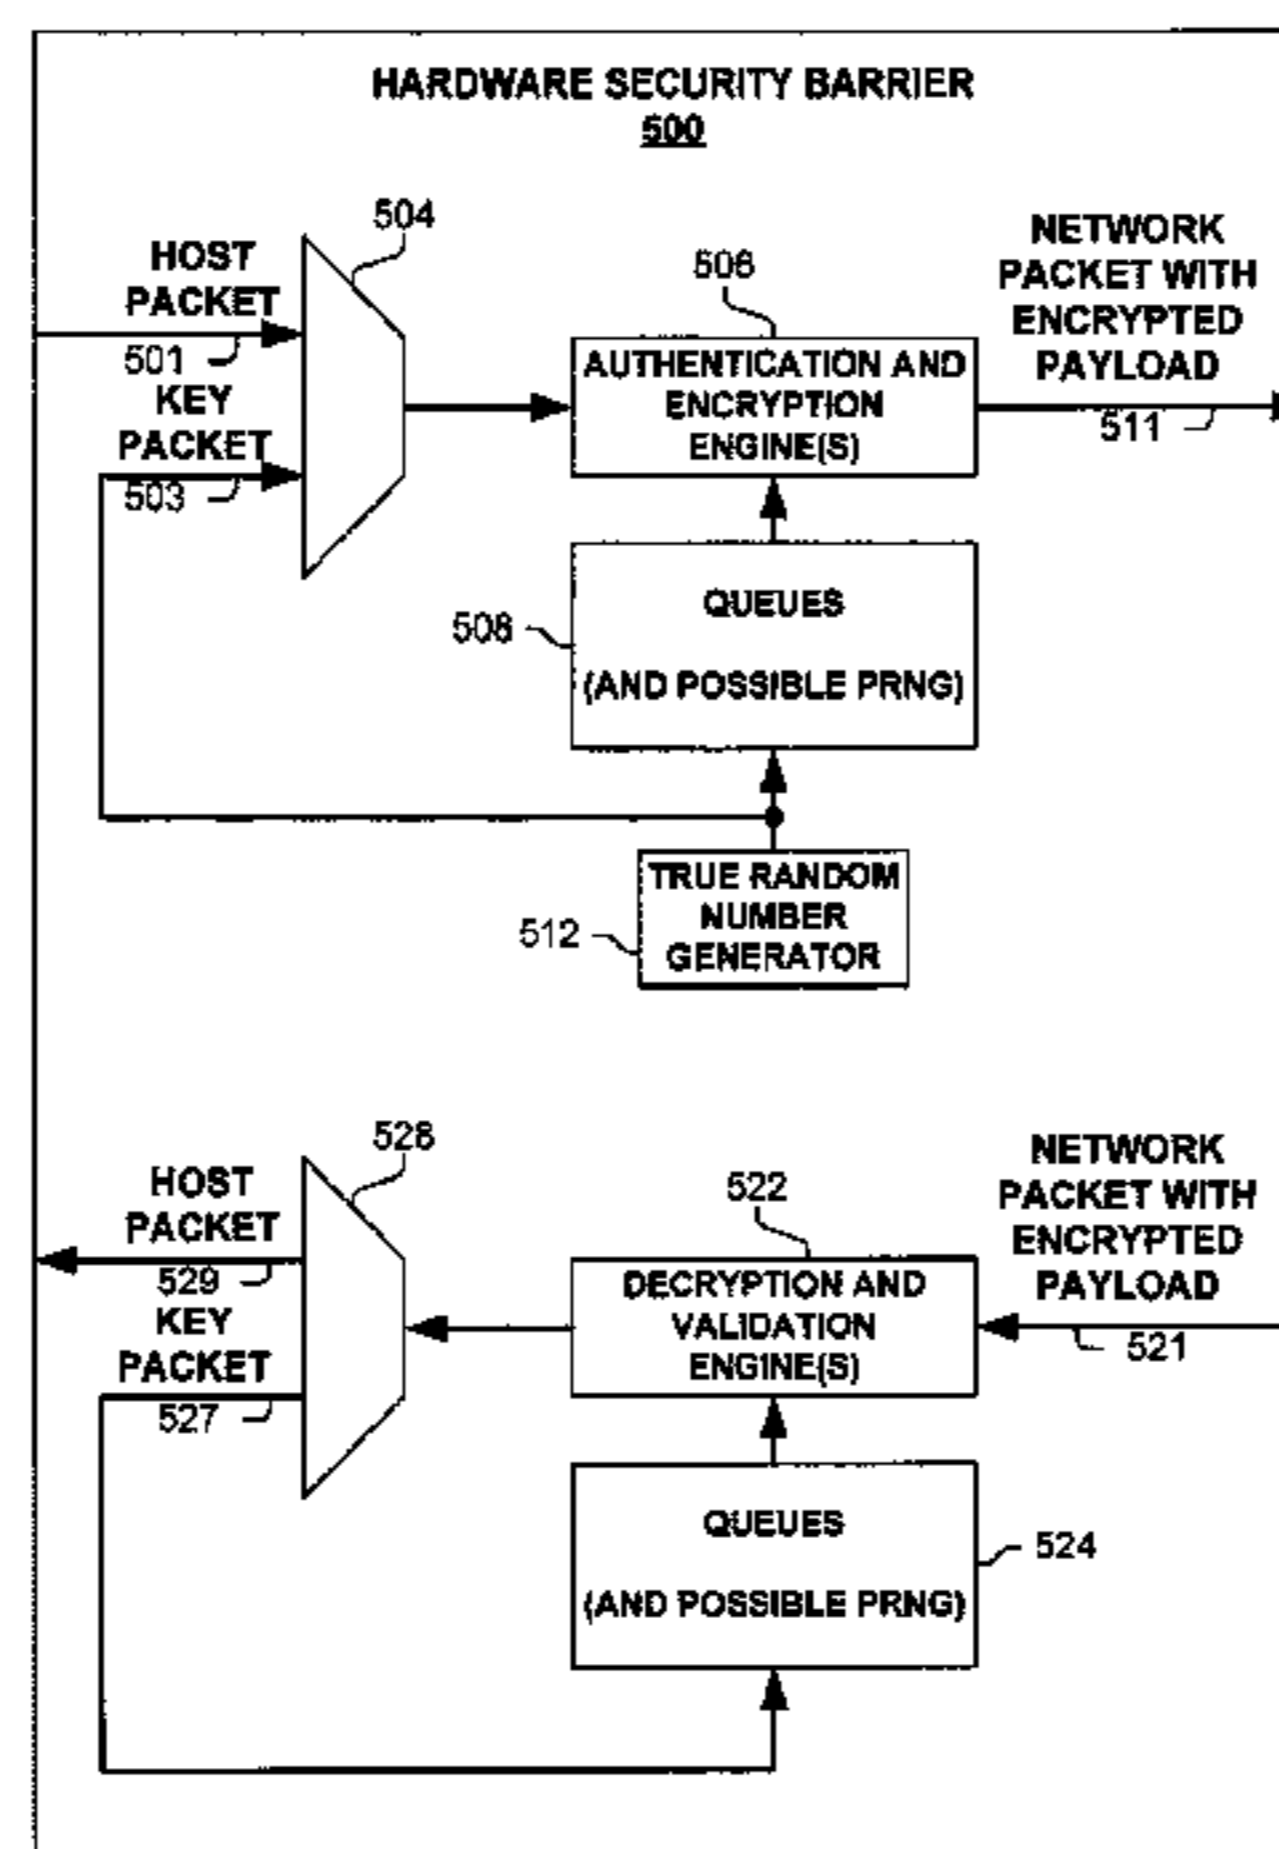 HARDWARE SECURITY BARRIER
500
504
HOST
PACKET
501
KEY
PACKET
503
506
AUTHENTICATION AND
ENCRYPTION
ENGINE(S)
NETWORK
PACKET WITH
ENCRYPTED
PAYLOAD
511
508
QUEUES
(AND POSSIBLE PRNG)
512
TRUE RANDOM
NUMBER
GENERATOR
528
HOST
PACKET
529
KEY
PACKET
527
522
DECRYPTION AND
VALIDATION
ENGINE(S)
NETWORK
PACKET WITH
ENCRYPTED
PAYLOAD
521
QUEUES
(AND POSSIBLE PRNG)
524